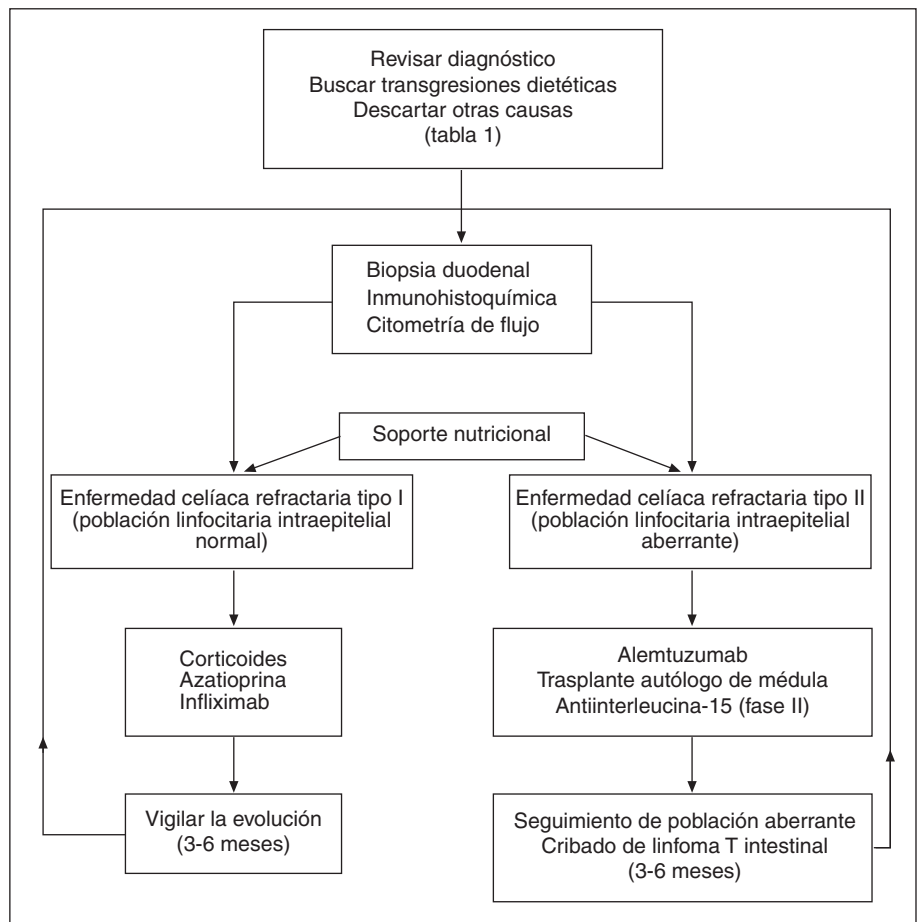 Revisar diagnóstico
Buscar transgresiones dietéticas
Descartar otras causas
(tabla 1)
Biopsia duodenal
Inmunohistoquímica
Citometría de flujo
Soporte nutricional
Enfermedad celíaca refractaria tipo I
(población linfocitaria intraepitelial
normal)
Enfermedad celíaca refractaria tipo II
(población linfocitaria intraepitelial
aberrante)
Corticoides
Azatioprina
Infliximab
Alemtuzumab
Trasplante autólogo de médula
Antiinterleucina-15 (fase II)
Vigilar la evolución
(3-6 meses)
Seguimiento de población aberrante
Cribado de linfoma T intestinal
(3-6 meses)